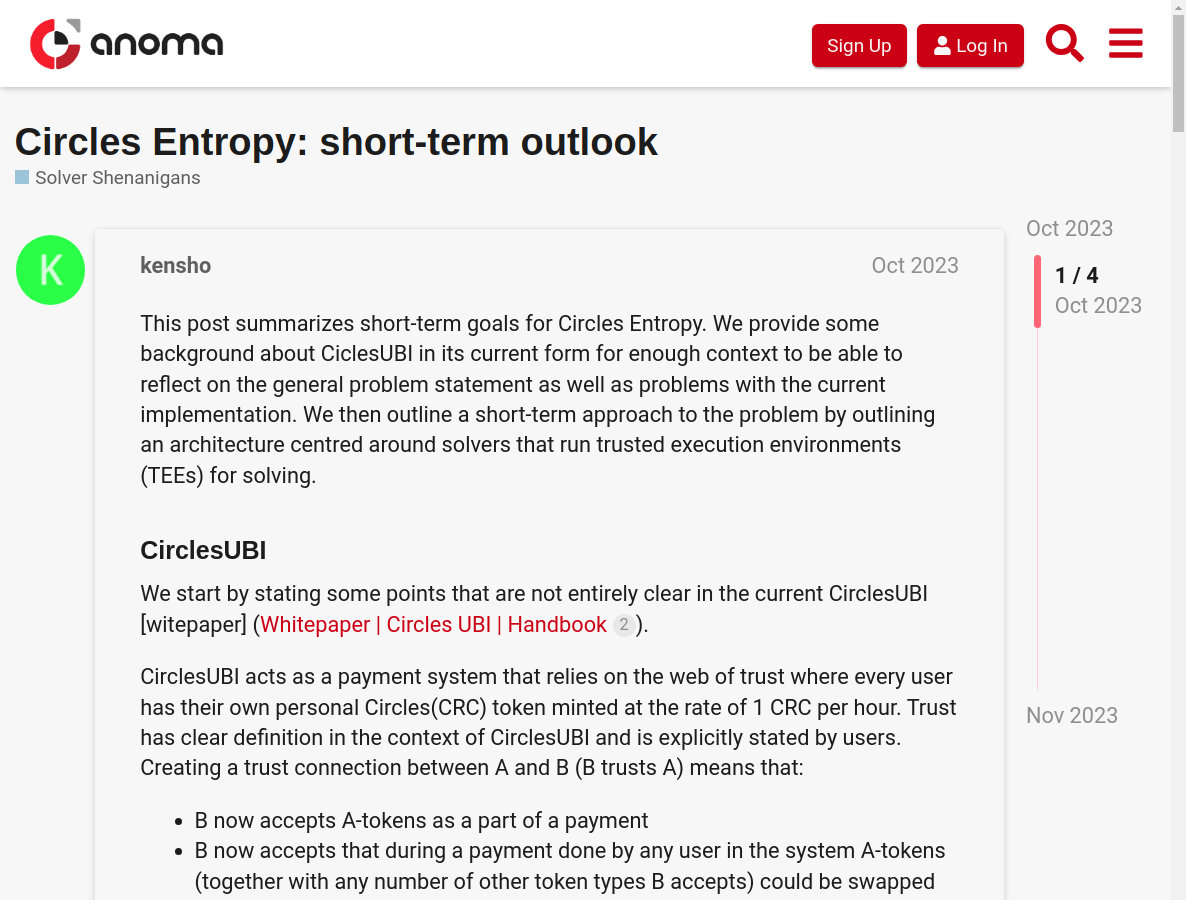 anoma
Sign Up
Log In
Circles Entropy: short-term outlook
Solver Shenanigans
Oct 2023
1 / 4
Oct 2023
Nov 2023
K
kensho
Oct 2023
This post summarizes short-term goals for Circles Entropy. We provide some
background about CiclesUBI in its current form for enough context to be able to
reflect on the general problem statement as well as problems with the current
implementation. We then outline a short-term approach to the problem by outlining
an architecture centred around solvers that run trusted execution environments
(TEEs) for solving.
CirclesUBI
We start by stating some points that are not entirely clear in the current CirclesUBI
[witepaper] (Whitepaper | Circles UBI | Handbook 2).
CirclesUBI acts as a payment system that relies on the web of trust where every user
has their own personal Circles(CRC) token minted at the rate of 1 CRC per hour. Trust
has clear definition in the context of CirclesUBI and is explicitly stated by users.
Creating a trust connection between A and B (B trusts A) means that:
• B now accepts A-tokens as a part of a payment
• B now accepts that during a payment done by any user in the system A-tokens
(together with any number of other token types B accepts) could be swapped